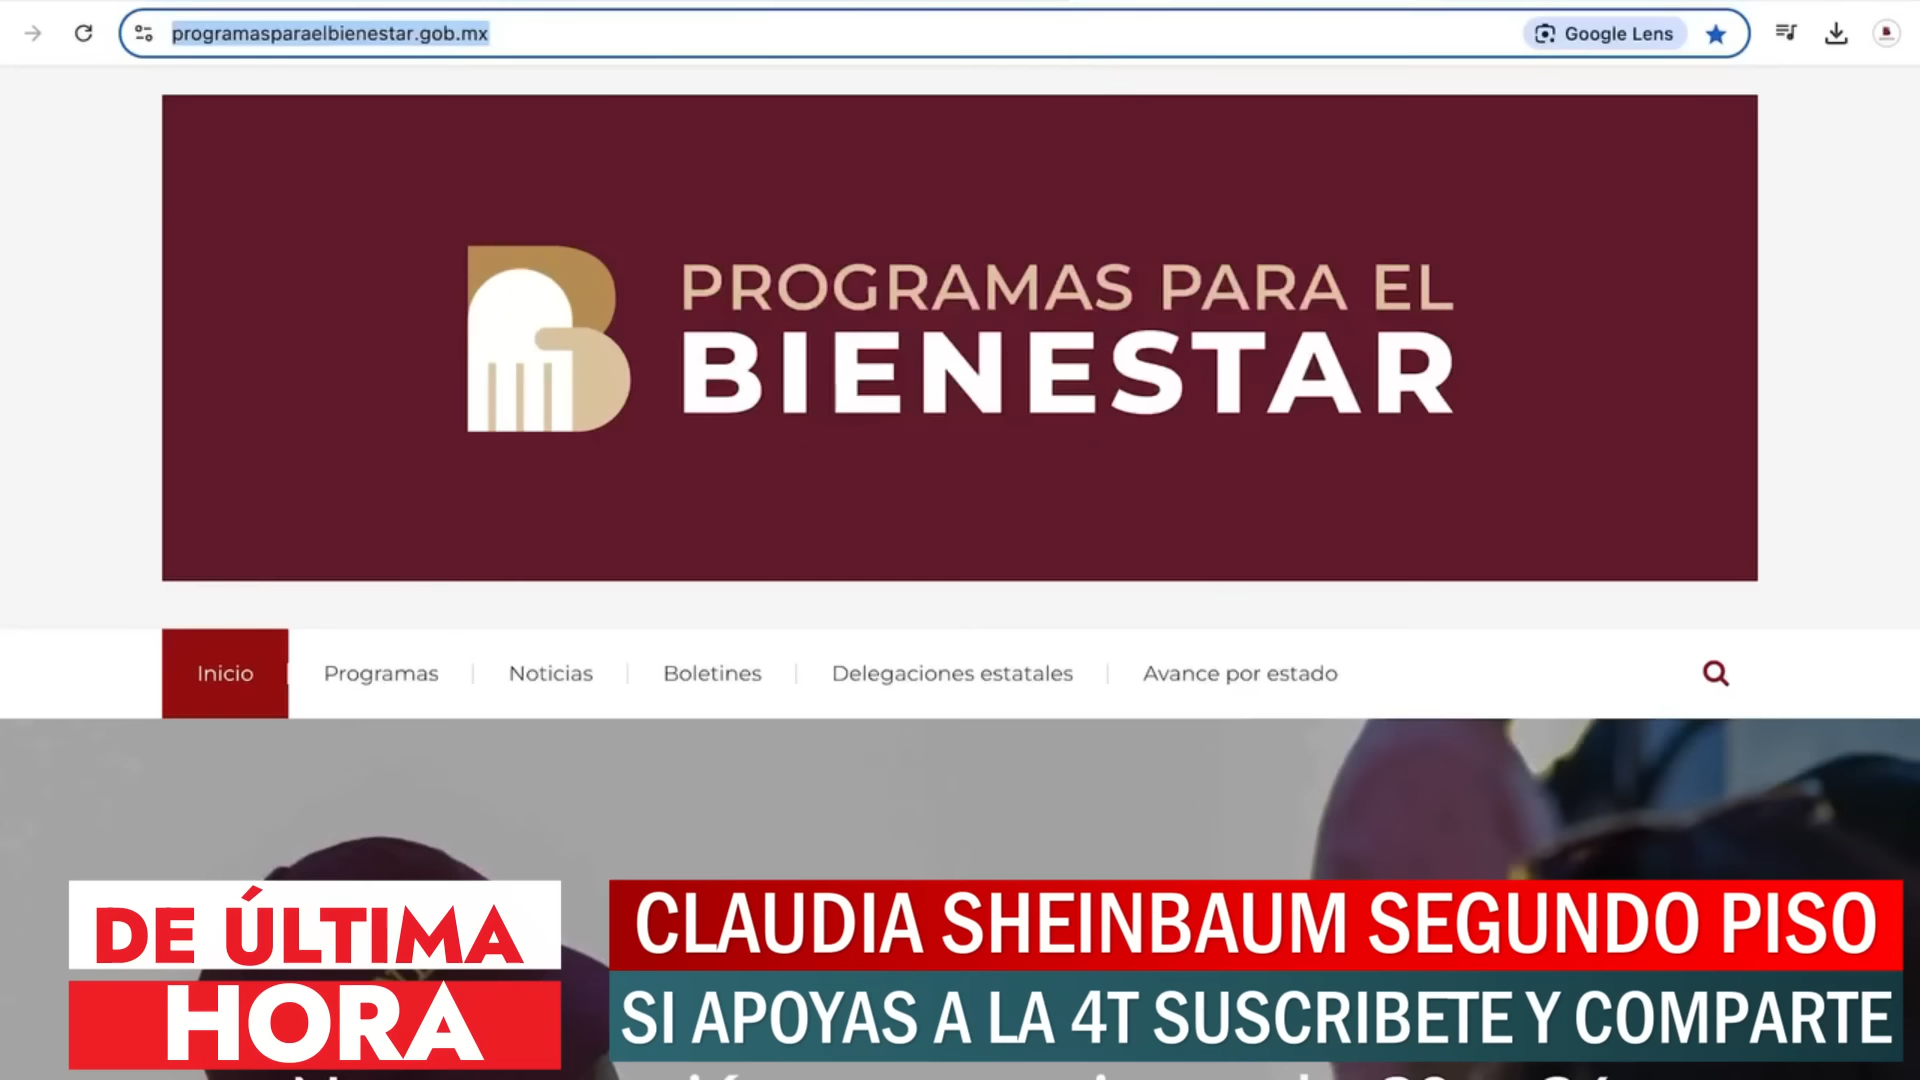 programasparaelbienestar.gob.mx
Google Lens
PROGRAMAS PARA EL
BIENESTAR
Inicio
Programas
Noticias
Boletines
Delegaciones estatales
Avance por estado
DE ÚLTIMA
HORA
CLAUDIA SHEINBAUM SEGUNDO PISO
SI APOYAS A LA 4T SUSCRIBETE Y COMPARTE